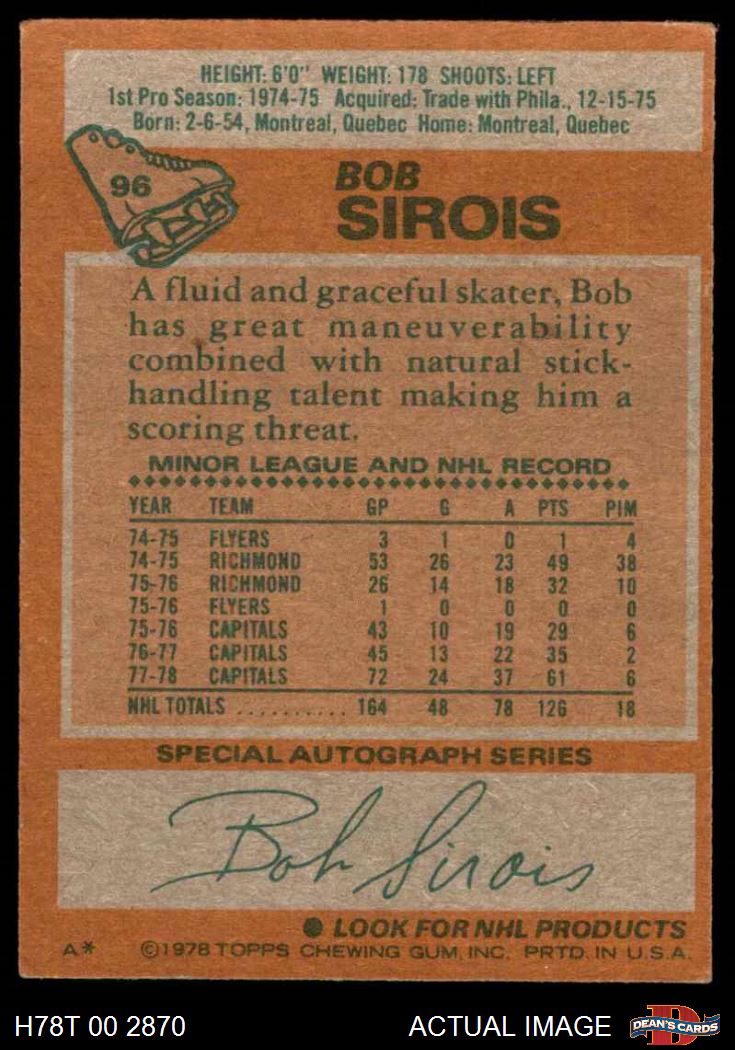 HEIGHT: 6'0" WEIGHT: 178 SHOOTS: LEFT
1st Pro Season: 1974-75 Acquired: Trade with Phila., 12-15-75
Born: 2-6-54, Montreal, Quebec Home: Montreal, Quebec
96
BOB
SIROIS
A fluid and graceful skater, Bob
has great maneuverability
combined with natural stick-
handling talent making him a
scoring threat.
MINOR LEAGUE AND NHL RECORD
YEAR TEAM GP G A PTS PIM
74-75 FLYERS 3 1 0 1 4
74-75 RICHMOND 53 26 23 49 38
75-76 RICHMOND 26 14 18 32 10
75-76 FLYERS 1 0 0 0 0
75-76 CAPITALS 43 10 19 29 6
76-77 CAPITALS 45 13 22 35 2
77-78 CAPITALS 72 24 37 61 6
NHL TOTALS .......... 164 48 78 126 18
SPECIAL AUTOGRAPH SERIES
Bob Sirois
● LOOK FOR NHL PRODUCTS
A* ©1978 TOPPS CHEWING GUM, INC. PRTD. IN U.S.A.
H78T 00 2870 ACTUAL IMAGE D DEAN'S CARDS